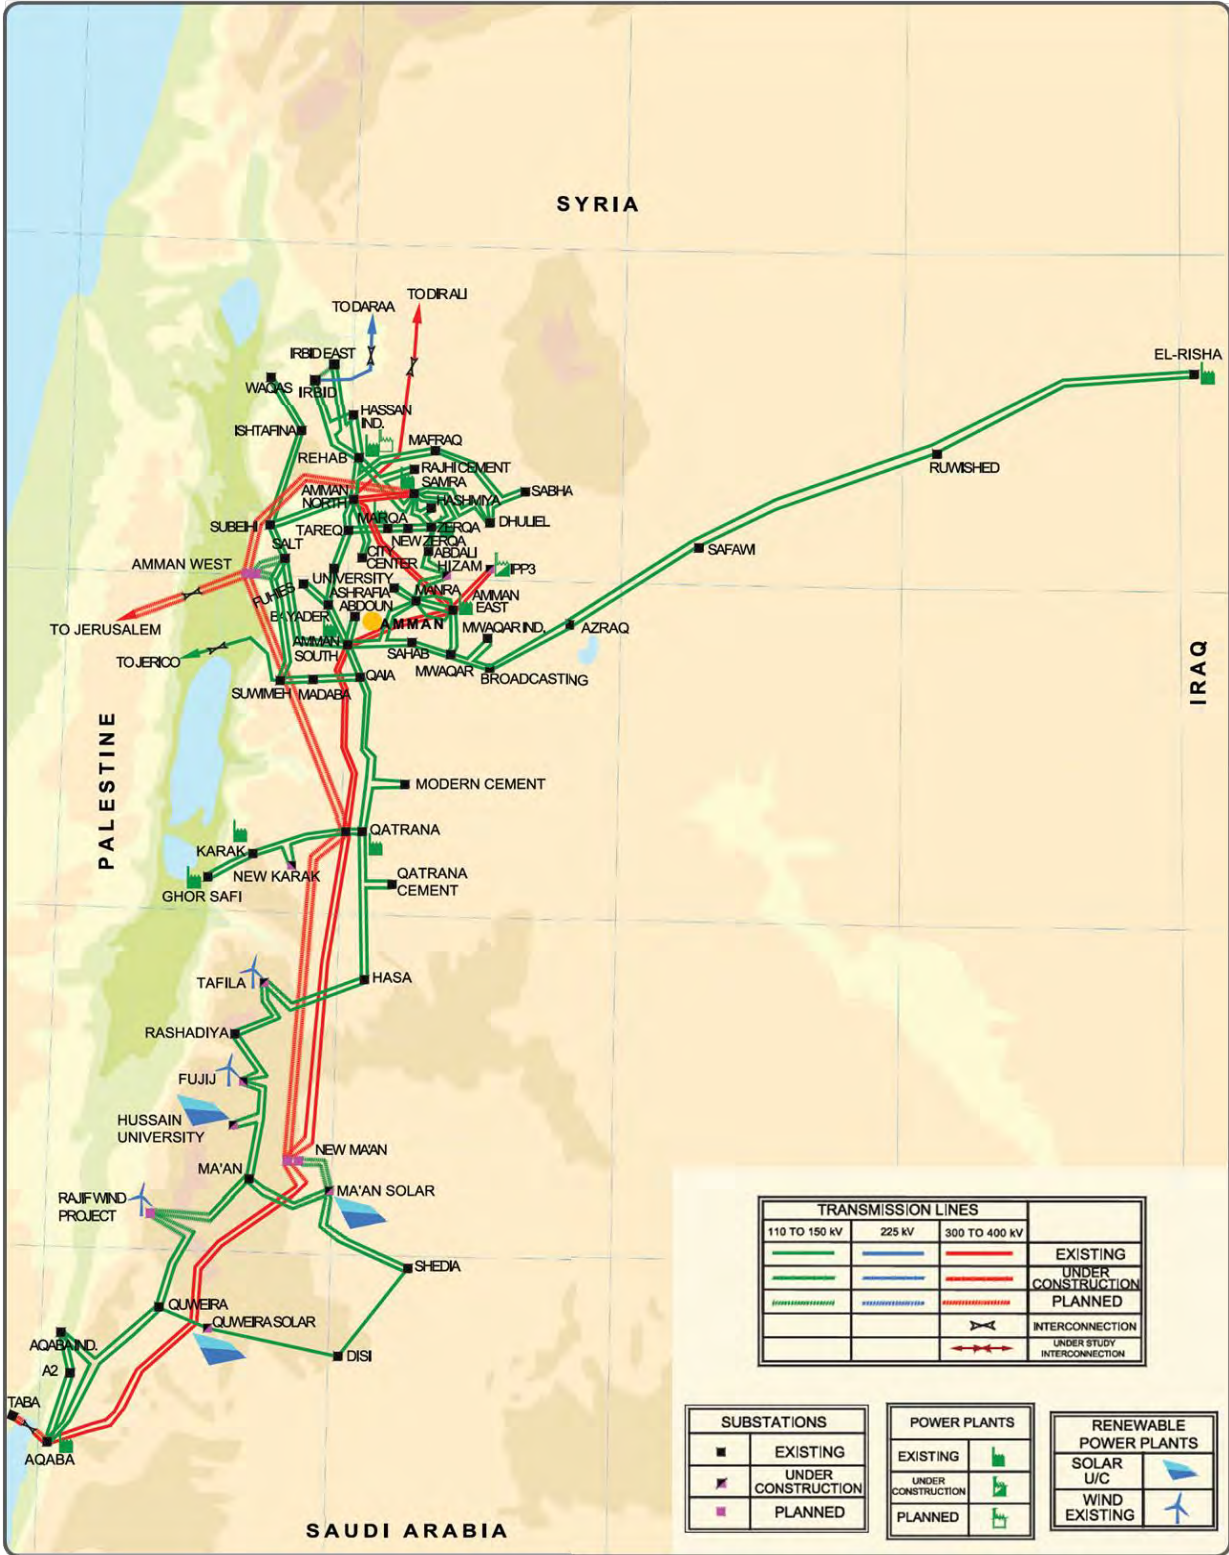 SYRIA
TO DIR ALI
TO DARAA
IRBID EAST
EL-RISHA
WAQAS
IRBID
HASSAN
IND.
ISHTAFINA
MAFRAQ
REHAB
RAJHI CEMENT
RUWISHED
SAMRA
AMMAN
NORTH
SABHA
HASHMIYA
SUBEIHI
TAREQ
MARQA
ZERQA
DHULIEL
NEW ZERQA
SALT
CITY
CENTER
ABDALI
SAFAWI
AMMAN WEST
HIZAM
IPP3
UNIVERSITY
FUHIES
ASHRAFIA
MANRA
AMMAN
EAST
ABDOUN
BAYADER
AMMAN
TO JERUSALEM
MWAQAR IND.
AZRAQ
AMMAN
SOUTH
SAHAB
TO JERICO
MWAQAR
BROADCASTING
QAIA
SUWIMEH
MADABA
IRAQ
PALESTINE
MODERN CEMENT
QATRANA
KARAK
NEW KARAK
QATRANA
CEMENT
GHOR SAFI
TAFILA
HASA
RASHADIYA
FUJIJ
HUSSAIN
UNIVERSITY
NEW MA'AN
MA'AN
MA'AN SOLAR
RAJIF WIND
PROJECT
SHEDIA
QUWEIRA
QUWEIRA SOLAR
AQABA IND.
DISI
A2
TABA
AQABA
SAUDI ARABIA
TRANSMISSION LINES
110 TO 150 kV
225 kV
300 TO 400 kV
EXISTING
UNDER
CONSTRUCTION
PLANNED
INTERCONNECTION
UNDER STUDY
INTERCONNECTION
SUBSTATIONS
EXISTING
UNDER
CONSTRUCTION
PLANNED
POWER PLANTS
EXISTING
UNDER
CONSTRUCTION
PLANNED
RENEWABLE
POWER PLANTS
SOLAR
U/C
WIND
EXISTING